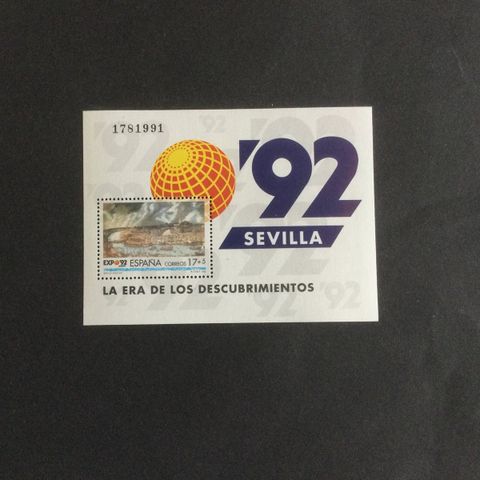 1781991
'92
SEVILLA
EXPO'92 ESPAÑA CORREOS 17+5
LA ERA DE LOS DESCUBRIMIENTOS